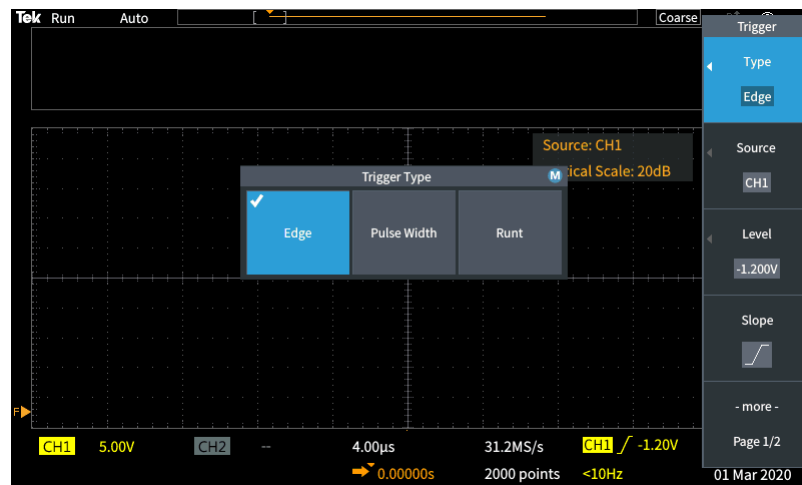 Tek Run Auto [ ] Coarse
Trigger
Type
Edge
Source: CH1
ical Scale: 20dB
Source
CH1
Trigger Type M
Edge Pulse Width Runt
Level
-1.200V
Slope
- more -
Page 1/2
F
CH1 5.00V CH2 -- 4.00µs 31.2MS/s CH1 -1.20V
0.00000s 2000 points <10Hz 01 Mar 2020